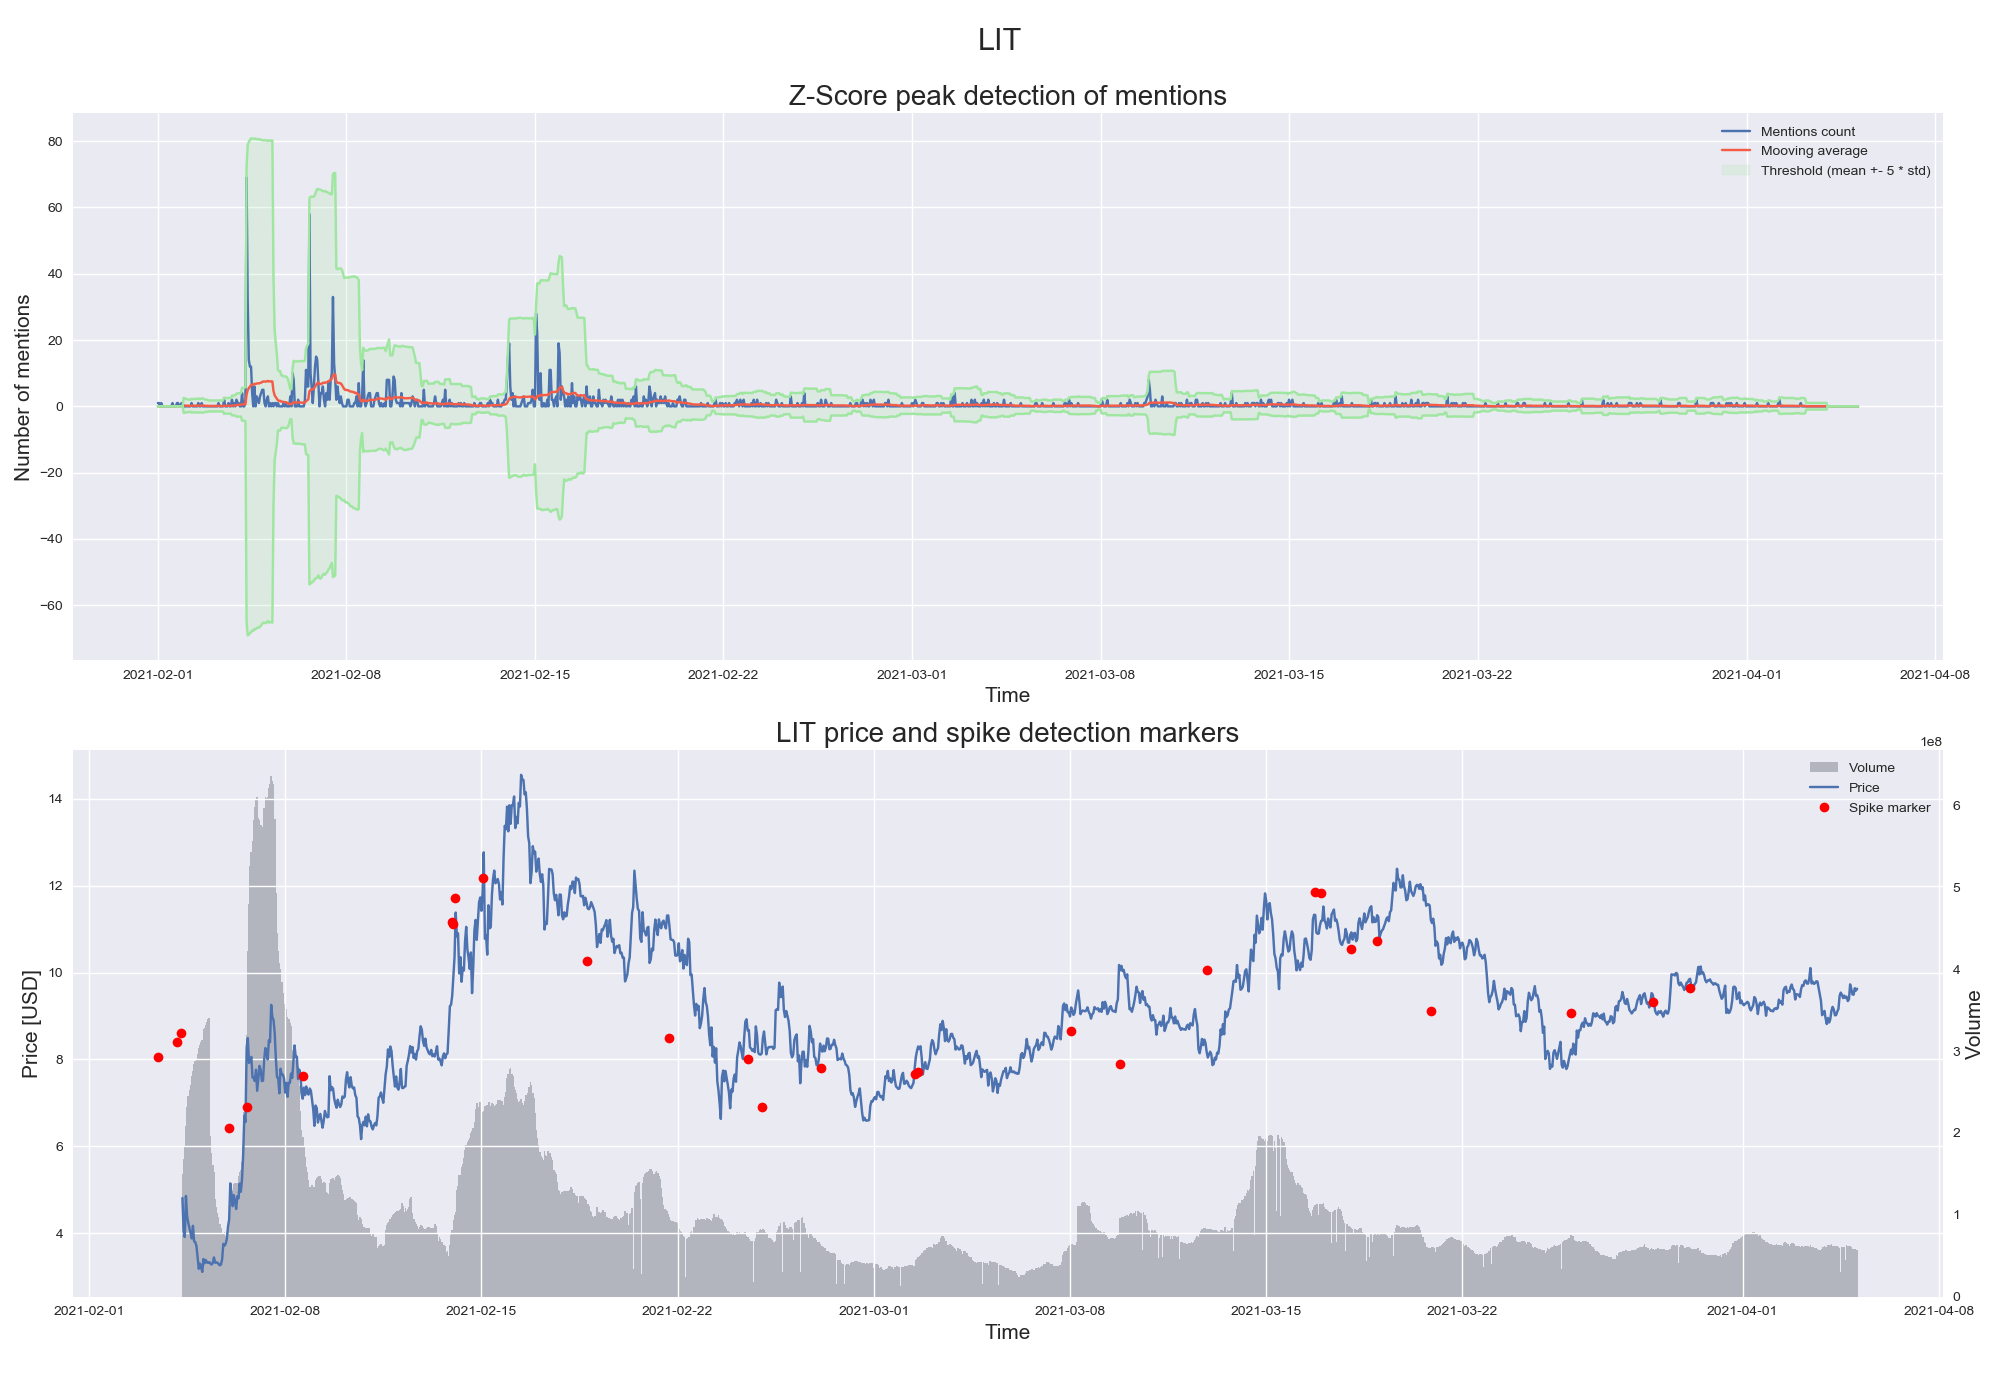 LIT
Z-Score peak detection of mentions
Mentions count
Mooving average
Threshold (mean +- 5 * std)
Number of mentions
80
60
40
20
0
−20
−40
−60
2021-02-01 2021-02-08 2021-02-15 2021-02-22 2021-03-01 2021-03-08 2021-03-15 2021-03-22 2021-04-01 2021-04-08
Time
LIT price and spike detection markers
1e8
Volume
Price
Spike marker
Price [USD]
14
12
10
8
6
4
6
5
4
3
2
1
0
Volume
2021-02-01 2021-02-08 2021-02-15 2021-02-22 2021-03-01 2021-03-08 2021-03-15 2021-03-22 2021-04-01 2021-04-08
Time